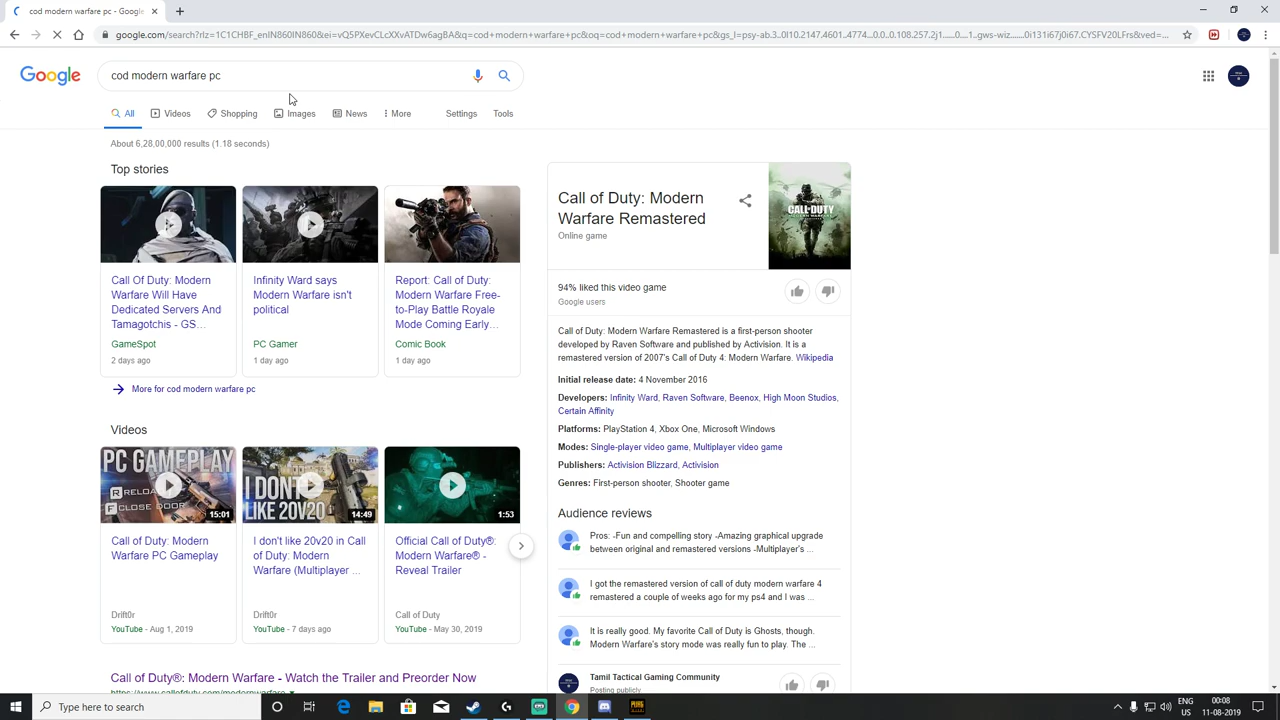 cod modern warfare pc - Google
google.com/search?rlz=1C1CHBF_enIN860IN860&ei=vQ5PXevCLcXXvATDw6agBA&q=cod+modern+warfare+pc&oq=cod+modern+warfare+pc&gs_l=psy-ab.3..0l10.2147.4601..4774...0.0..0.108.257.2j1......0....1..gws-wiz.......0i131i67j0i67.CYSFV20LFrs&ved=...
Google
cod modern warfare pc
All
Videos
Shopping
Images
News
More
Settings
Tools
About 6,28,00,000 results (1.18 seconds)
Top stories
Call Of Duty: Modern
Warfare Will Have
Dedicated Servers And
Tamagotchis - GS...
GameSpot
2 days ago
Infinity Ward says
Modern Warfare isn't
political
PC Gamer
1 day ago
Report: Call of Duty:
Modern Warfare Free-
to-Play Battle Royale
Mode Coming Early...
Comic Book
1 day ago
More for cod modern warfare pc
Videos
PC GAMEPLAY
R RELOAD
F CLOSE DOOR
15:01
Call of Duty: Modern
Warfare PC Gameplay
Drift0r
YouTube - Aug 1, 2019
I DONT
LIKE 20V20
14:49
I don't like 20v20 in Call
of Duty: Modern
Warfare (Multiplayer ...
Drift0r
YouTube - 7 days ago
1:53
Official Call of Duty®:
Modern Warfare® -
Reveal Trailer
Call of Duty
YouTube - May 30, 2019
Call of Duty®: Modern Warfare - Watch the Trailer and Preorder Now
https://www.callofduty.com/modernwarfare
Call of Duty: Modern
Warfare Remastered
Online game
CALL·DUTY
94% liked this video game
Google users
Call of Duty: Modern Warfare Remastered is a first-person shooter
developed by Raven Software and published by Activision. It is a
remastered version of 2007's Call of Duty 4: Modern Warfare. Wikipedia
Initial release date: 4 November 2016
Developers: Infinity Ward, Raven Software, Beenox, High Moon Studios,
Certain Affinity
Platforms: PlayStation 4, Xbox One, Microsoft Windows
Modes: Single-player video game, Multiplayer video game
Publishers: Activision Blizzard, Activision
Genres: First-person shooter, Shooter game
Audience reviews
Pros: -Fun and compelling story -Amazing graphical upgrade
between original and remastered versions -Multiplayer's ...
I got the remastered version of call of duty modern warfare 4
remastered a couple of weeks ago for my ps4 and I was ...
It is really good. My favorite Call of Duty is Ghosts, though.
Modern Warfare's story mode was really fun to play. The ...
Tamil Tactical Gaming Community
Posting publicly
Type here to search
ENG
US
00:08
11-08-2019